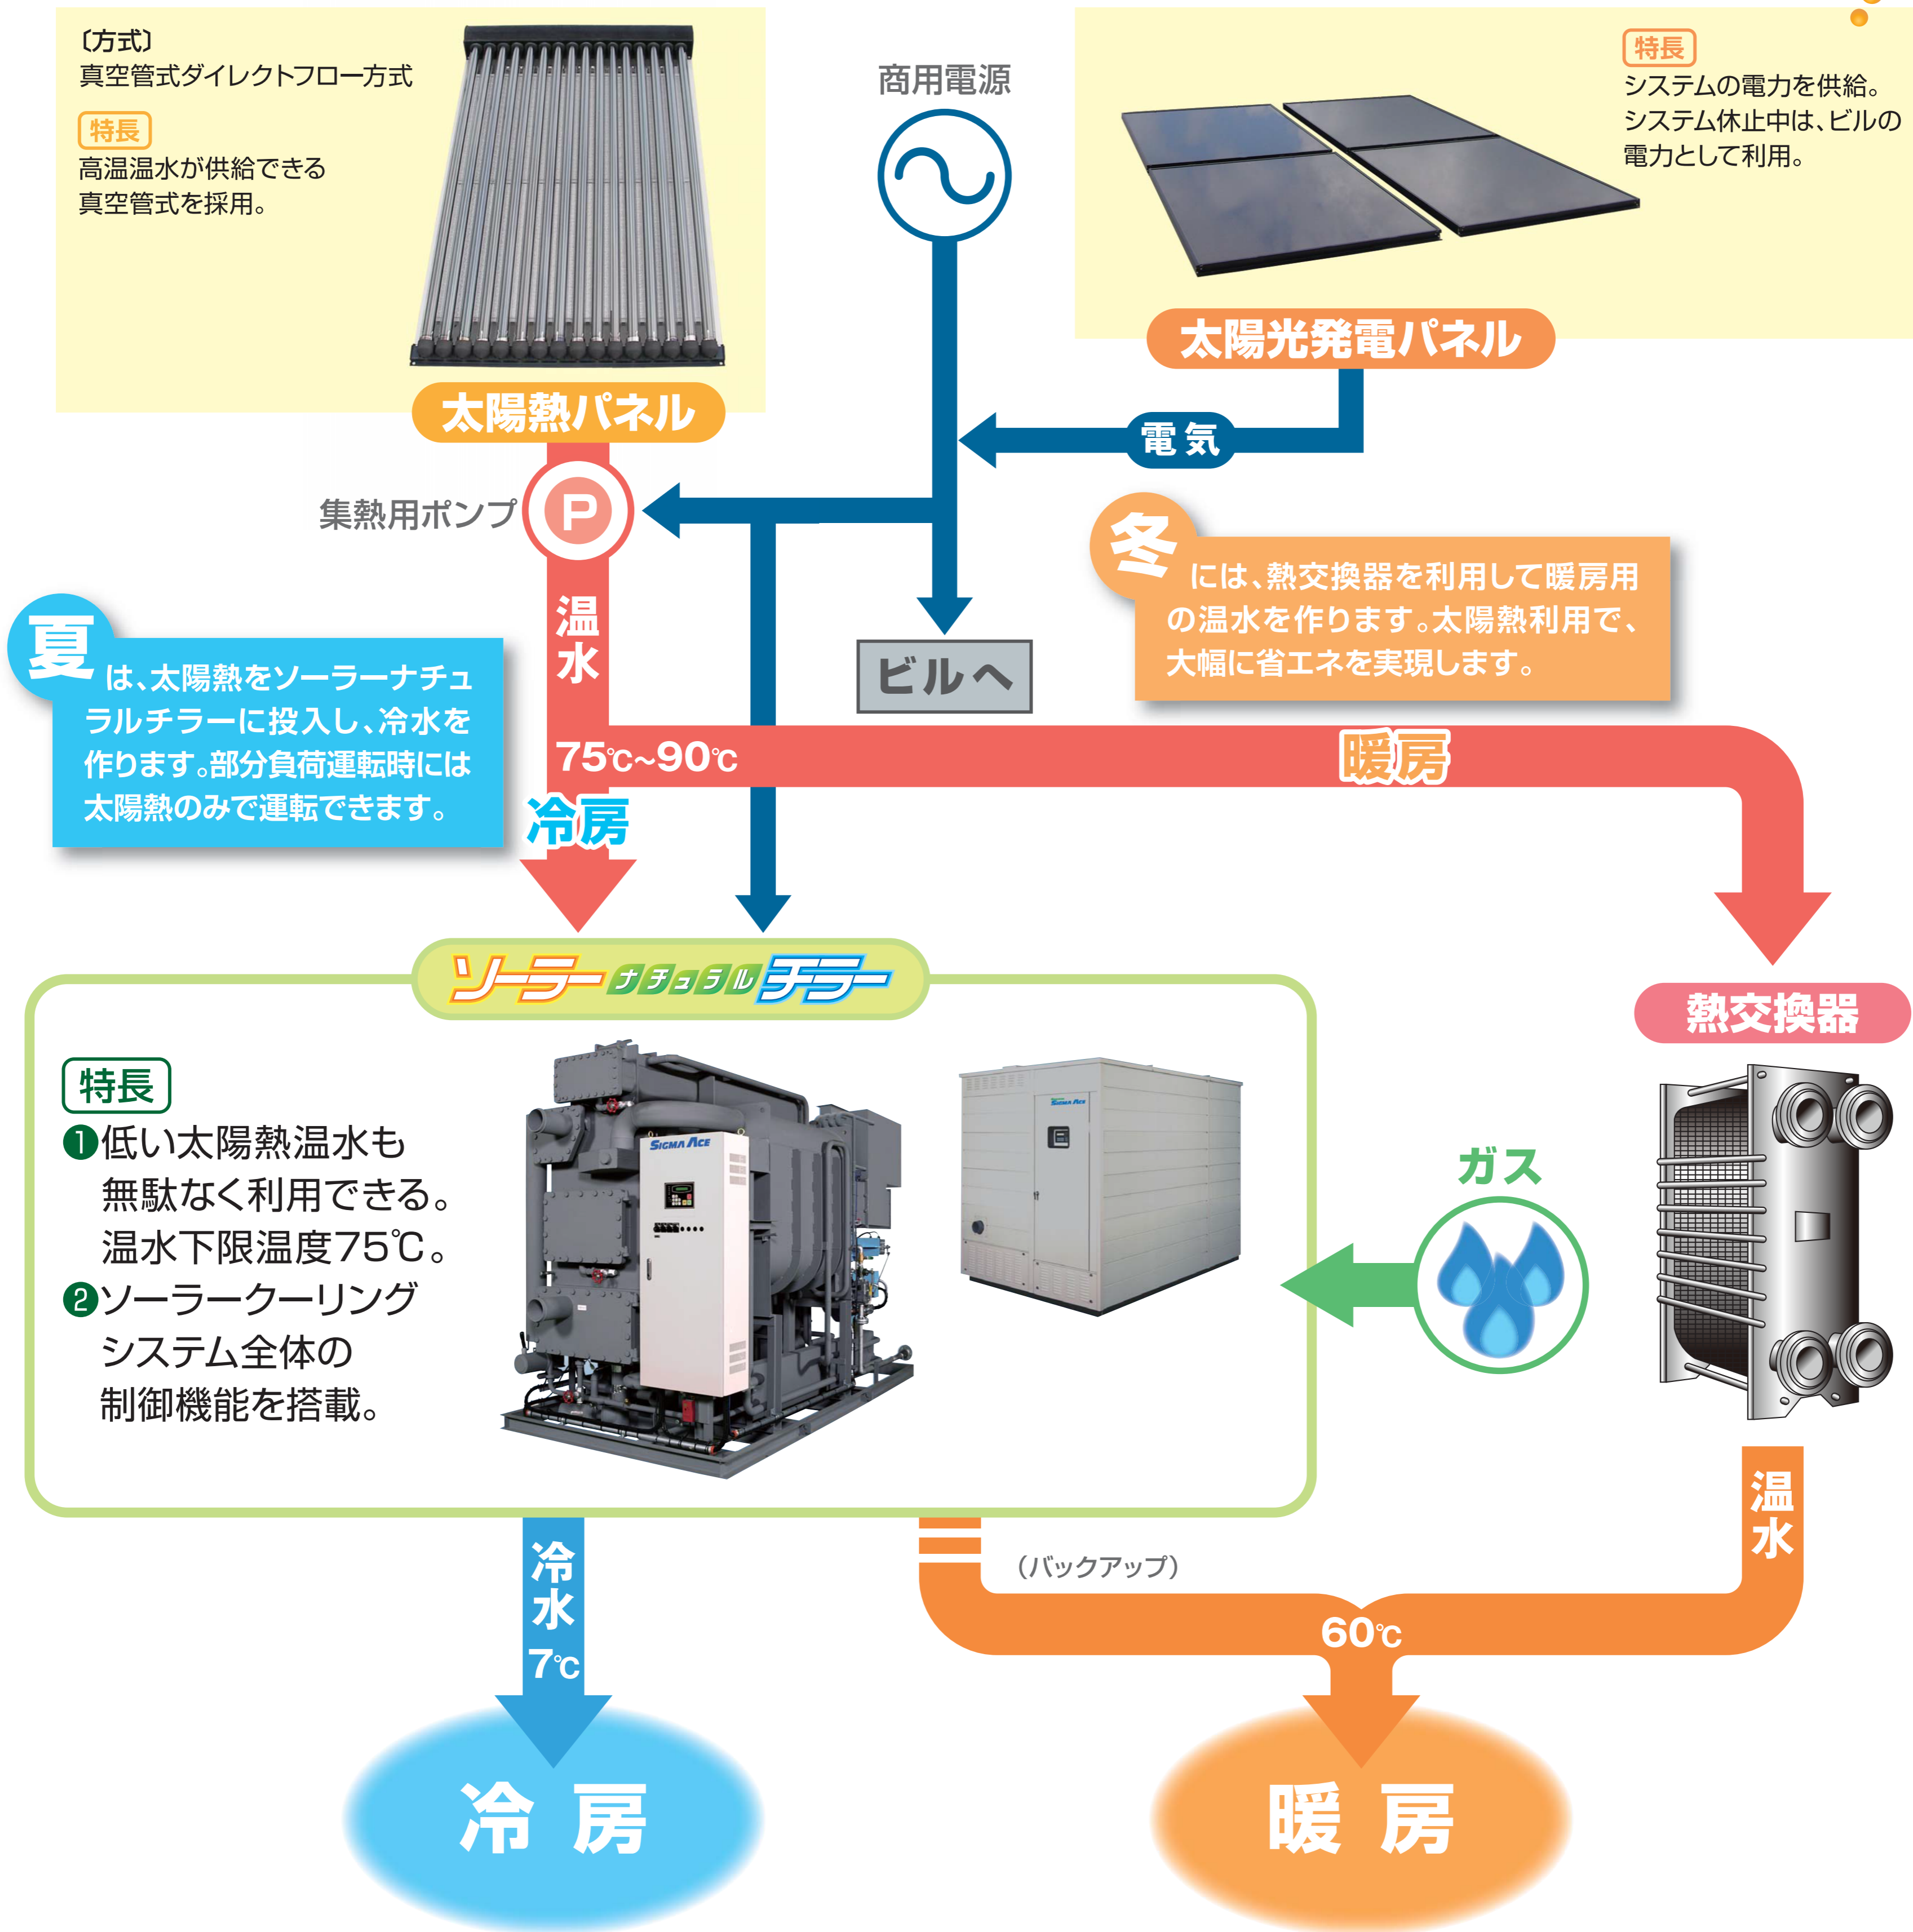 〔方式〕
真空管式ダイレクトフロー方式
特長
高温温水が供給できる
真空管式を採用。
太陽熱パネル
商用電源
特長
システムの電力を供給。
システム休止中は、ビルの
電力として利用。
太陽光発電パネル
電気
集熱用ポンプ
P
温水
ビルへ
冬
には、熱交換器を利用して暖房用
の温水を作ります。太陽熱利用で、
大幅に省エネを実現します。
夏
は、太陽熱をソーラーナチュ
ラルチラーに投入し、冷水を
作ります。部分負荷運転時には
太陽熱のみで運転できます。
75℃～90℃
暖房
冷房
ソーラーナチュラルチラー
熱交換器
特長
❶低い太陽熱温水も
無駄なく利用できる。
温水下限温度75℃。
❷ソーラークーリング
システム全体の
制御機能を搭載。
SIGMA ACE
SIGMA ACE
ガス
温水
冷水
7℃
（バックアップ）
60℃
冷房
暖房